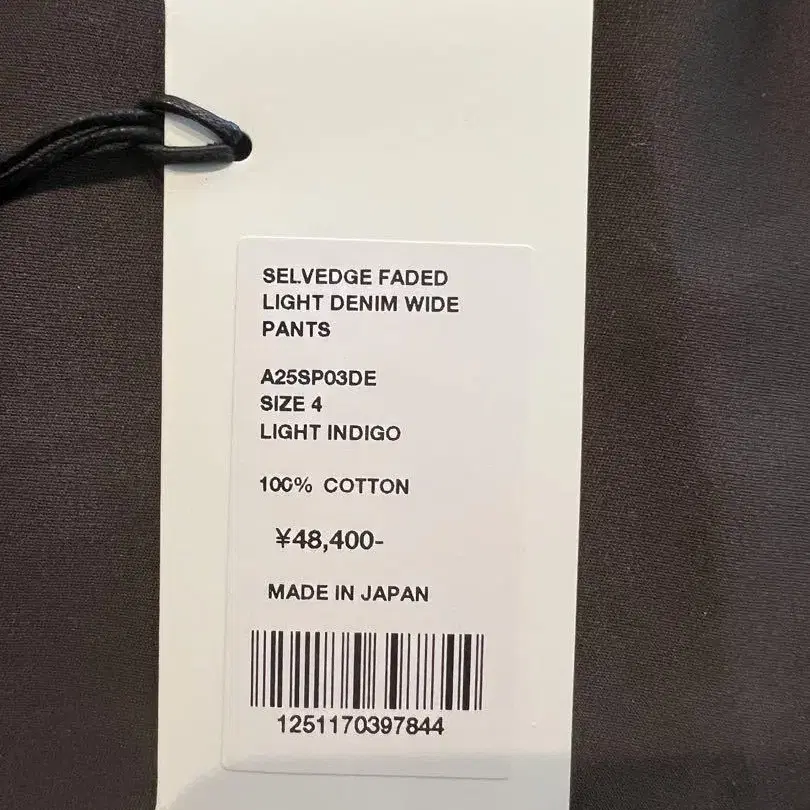 SELVEDGE FADED
LIGHT DENIM WIDE
PANTS
A25SP03DE
SIZE 4
LIGHT INDIGO
100% COTTON
¥48,400-
MADE IN JAPAN
1251170397844